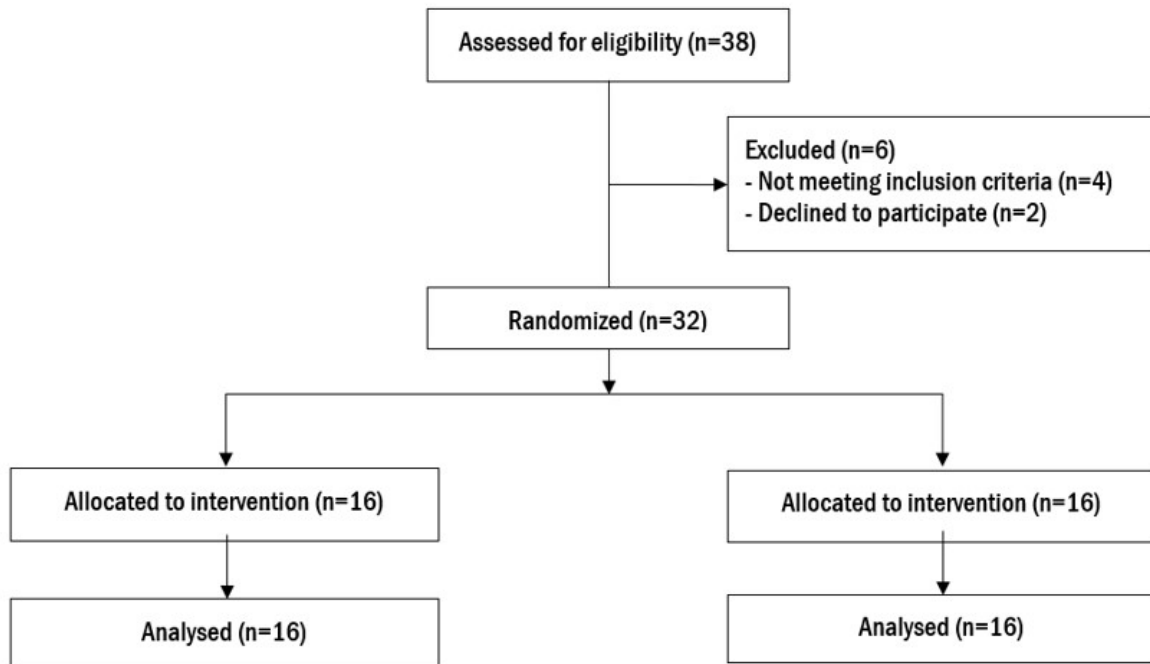 Assessed for eligibility (n=38)
Excluded (n=6)
- Not meeting inclusion criteria (n=4)
- Declined to participate (n=2)
Randomized (n=32)
Allocated to intervention (n=16)
Allocated to intervention (n=16)
Analysed (n=16)
Analysed (n=16)